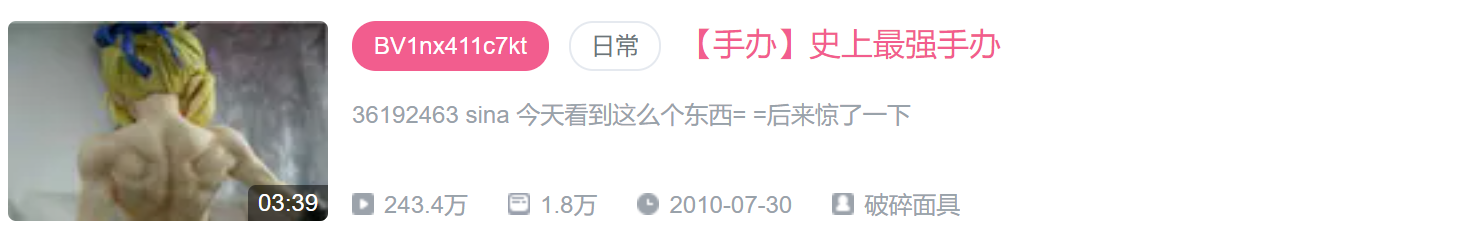 BV1nx411c7kt 日常 【手办】史上最强手办
36192463 sina 今天看到这么个东西= =后来惊了一下
03:39
243.4万 1.8万 2010-07-30 破碎面具